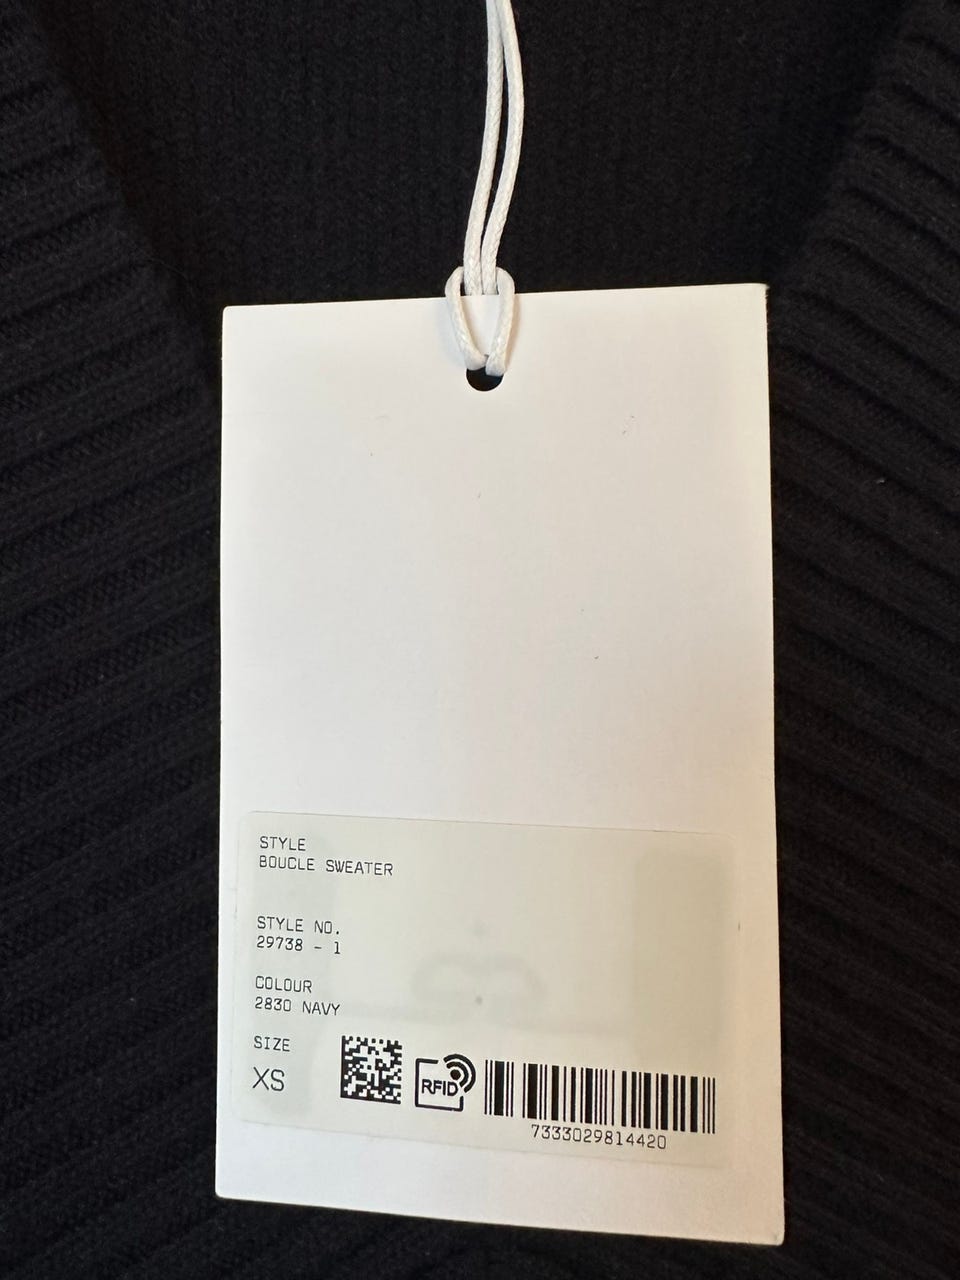 STYLE
BOUCLE SWEATER
STYLE NO.
29738 - 1
COLOUR
2830 NAVY
SIZE
XS
RFID
7333029814420